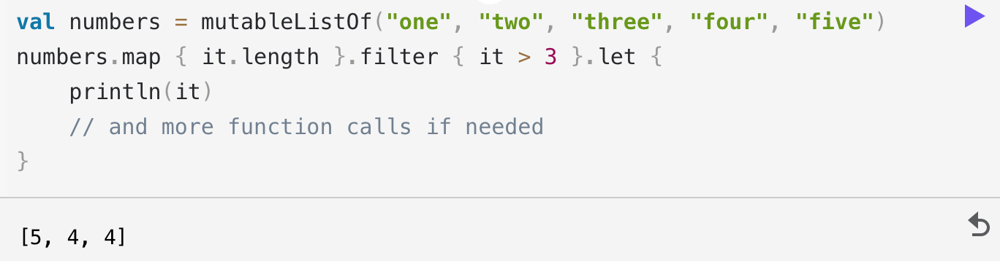 val numbers = mutableListOf("one", "two", "three", "four", "five")
numbers.map { it.length }.filter { it > 3 }.let {
    println(it)
    // and more function calls if needed
}
[5, 4, 4]